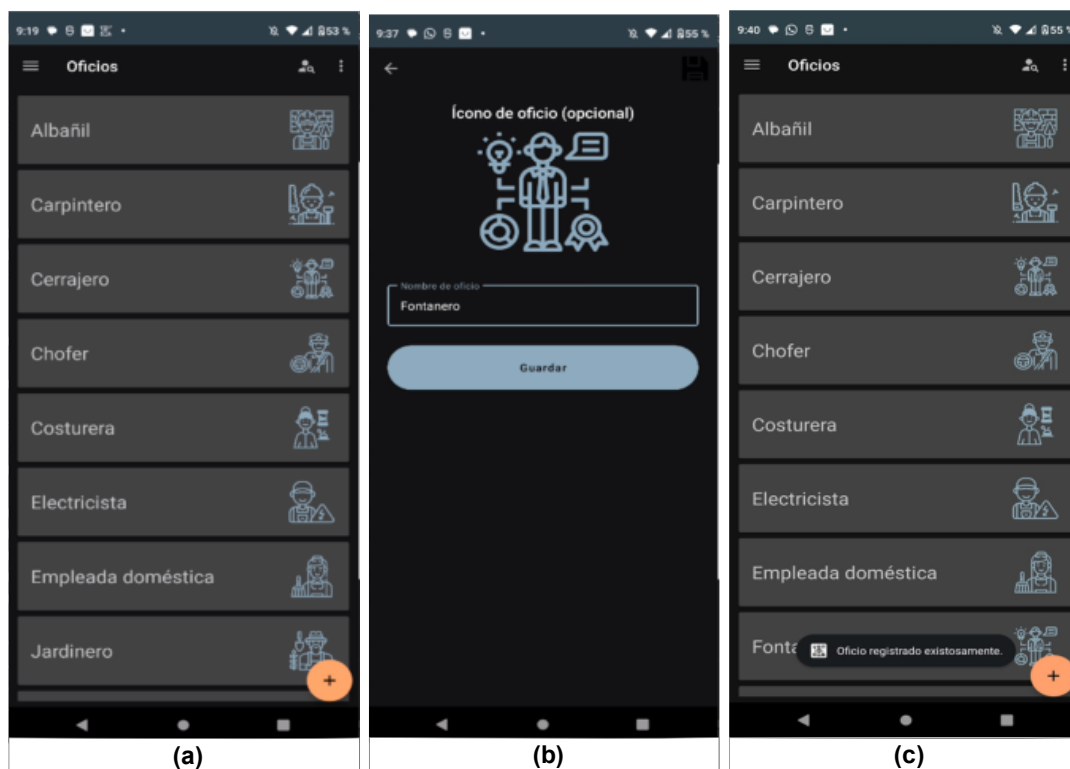 9:19
53 %
Oficios
Albañil
Carpintero
Cerrajero
Chofer
Costurera
Electricista
Empleada doméstica
Jardinero
+
(a)
9:37
55 %
Ícono de oficio (opcional)
Nombre de oficio
Fontanero
Guardar
(b)
9:40
55 %
Oficios
Albañil
Carpintero
Cerrajero
Chofer
Costurera
Electricista
Empleada doméstica
Fonta
Oficio registrado existosamente.
+
(c)